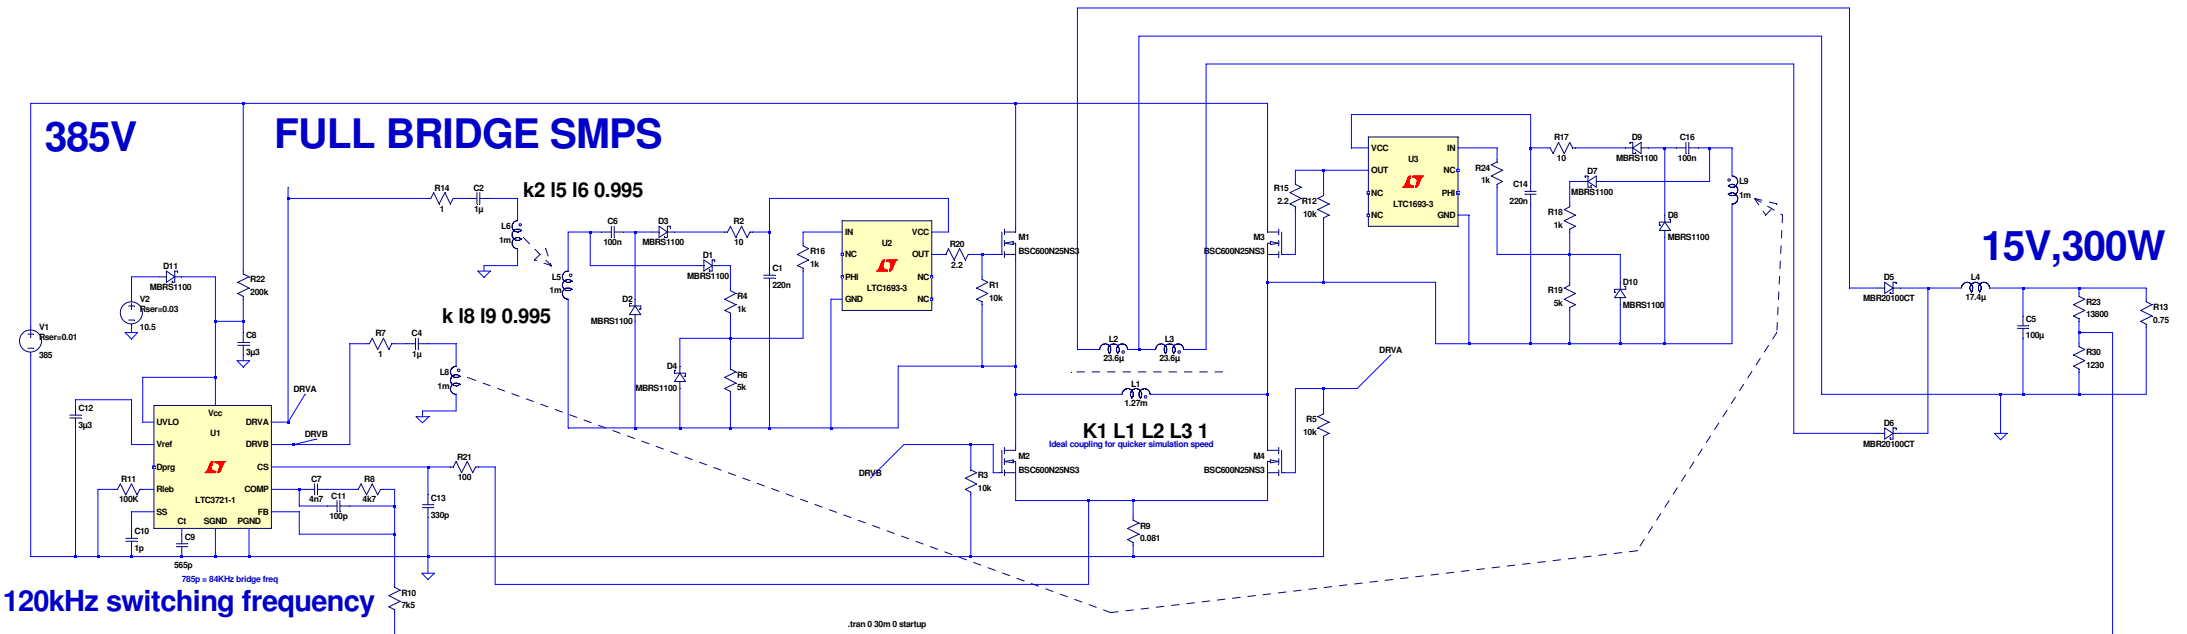 385V
FULL BRIDGE SMPS
k2 l5 l6 0.995
k l8 l9 0.995
15V,300W
V1
Rser=0.01
385
D11
MBRS1100
V2
Rser=0.03
10.5
R22
200k
C8
3µ3
R14
1
C2
1µ
L6
1m
R7
1
C4
1µ
L8
1m
L5
1m
C6
100n
D3
MBRS1100
R2
10
D1
MBRS1100
D2
MBRS1100
R4
1k
D4
MBRS1100
R6
5k
C1
220n
R16
1k
IN
NC
PHI
GND
U2
LTC1693-3
VCC
OUT
NC
NC
R20
2.2
R1
10k
M1
BSC600N25NS3
M2
BSC600N25NS3
DRVB
R3
10k
L2
23.6µ
L3
23.6µ
L1
1.27m
K1 L1 L2 L3 1
Ideal coupling for quicker simulation speed
M3
BSC600N25NS3
M4
BSC600N25NS3
R9
0.081
R5
10k
DRVA
R15
2.2
R12
10k
VCC
OUT
NC
NC
U3
LTC1693-3
IN
NC
PHI
GND
R24
1k
C14
220n
R17
10
D9
MBRS1100
C16
100n
D7
MBRS1100
R18
1k
D8
MBRS1100
R19
5k
D10
MBRS1100
L9
1m
D5
MBR20100CT
D6
MBR20100CT
L4
17.4µ
C5
100µ
R23
13800
R30
1230
R13
0.75
C12
3µ3
UVLO
Vref
Dprg
Rleb
SS
Vcc
U1
LTC3721-1
Ct
SGND
PGND
DRVA
DRVB
CS
COMP
FB
DRVA
DRVB
R11
100K
C10
1p
C9
565p
C7
4n7
R8
4k7
C11
100p
C13
330p
R21
100
R10
7k5
785p = 84KHz bridge freq
120kHz switching frequency
.tran 0 30m 0 startup